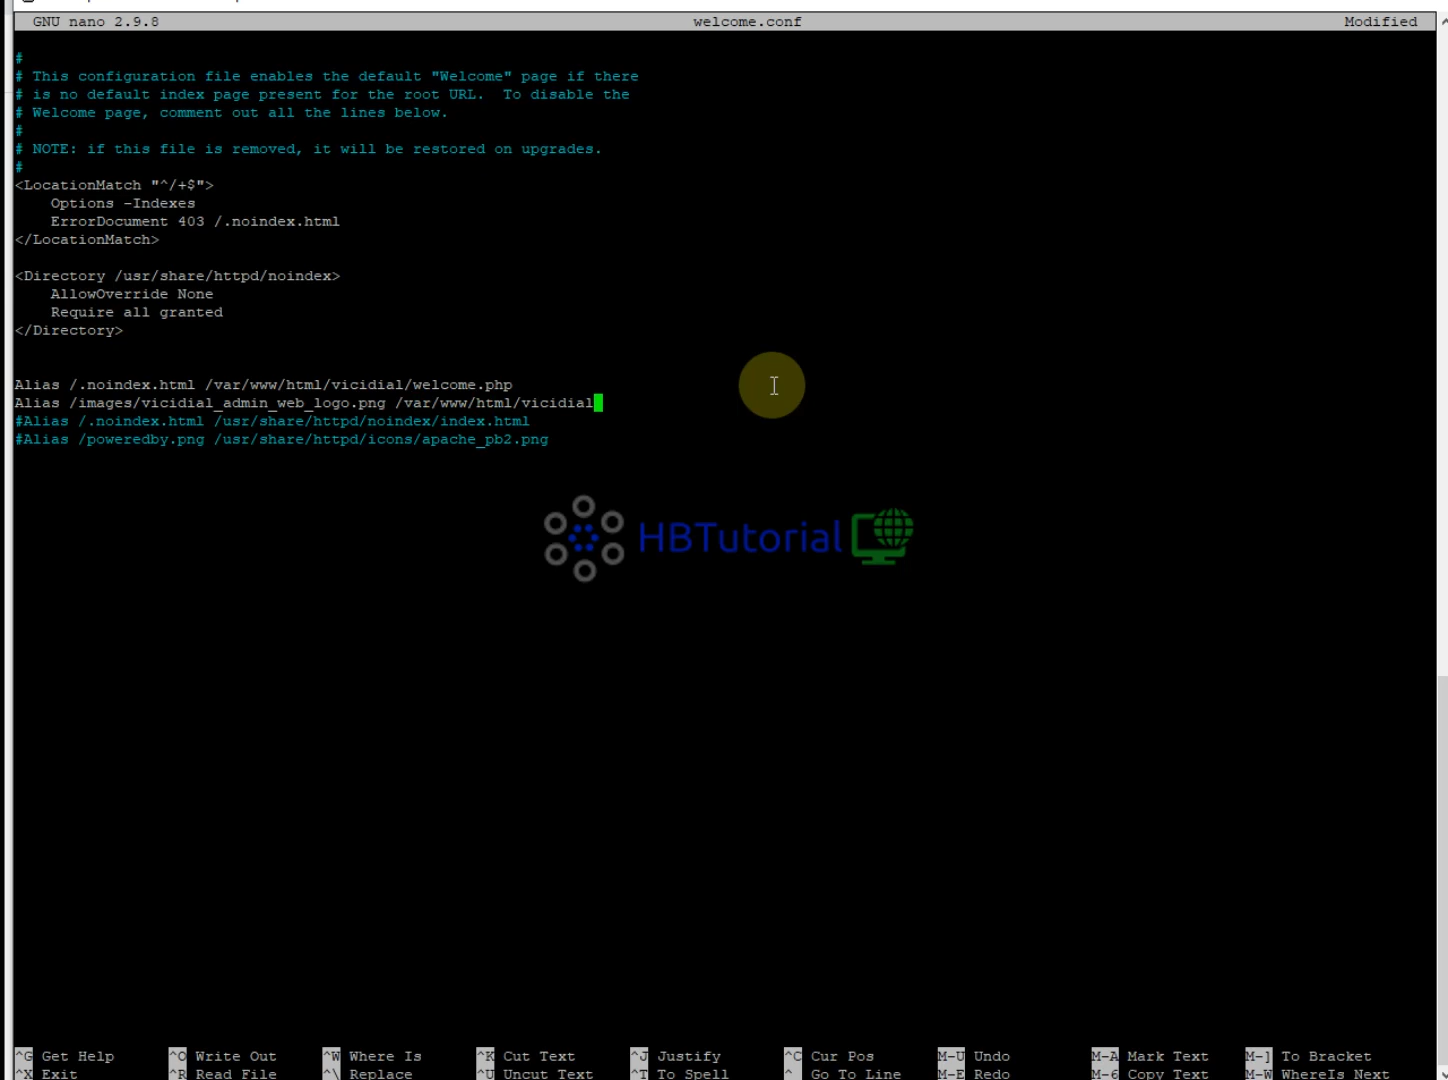 GNU nano 2.9.8 welcome.conf Modified
#
# This configuration file enables the default "Welcome" page if there
# is no default index page present for the root URL.  To disable the
# Welcome page, comment out all the lines below.
#
# NOTE: if this file is removed, it will be restored on upgrades.
#
<LocationMatch "^/+$">
    Options -Indexes
    ErrorDocument 403 /.noindex.html
</LocationMatch>
<Directory /usr/share/httpd/noindex>
    AllowOverride None
    Require all granted
</Directory>
Alias /.noindex.html /var/www/html/vicidial/welcome.php
Alias /images/vicidial_admin_web_logo.png /var/www/html/vicidial
#Alias /.noindex.html /usr/share/httpd/noindex/index.html
#Alias /poweredby.png /usr/share/httpd/icons/apache_pb2.png
HBTutorial
^G Get Help ^O Write Out ^W Where Is ^K Cut Text ^J Justify ^C Cur Pos M-U Undo M-A Mark Text M-] To Bracket
^X Exit ^R Read File ^\ Replace ^U Uncut Text ^T To Spell ^_ Go To Line M-E Redo M-6 Copy Text M-W WhereIs Next